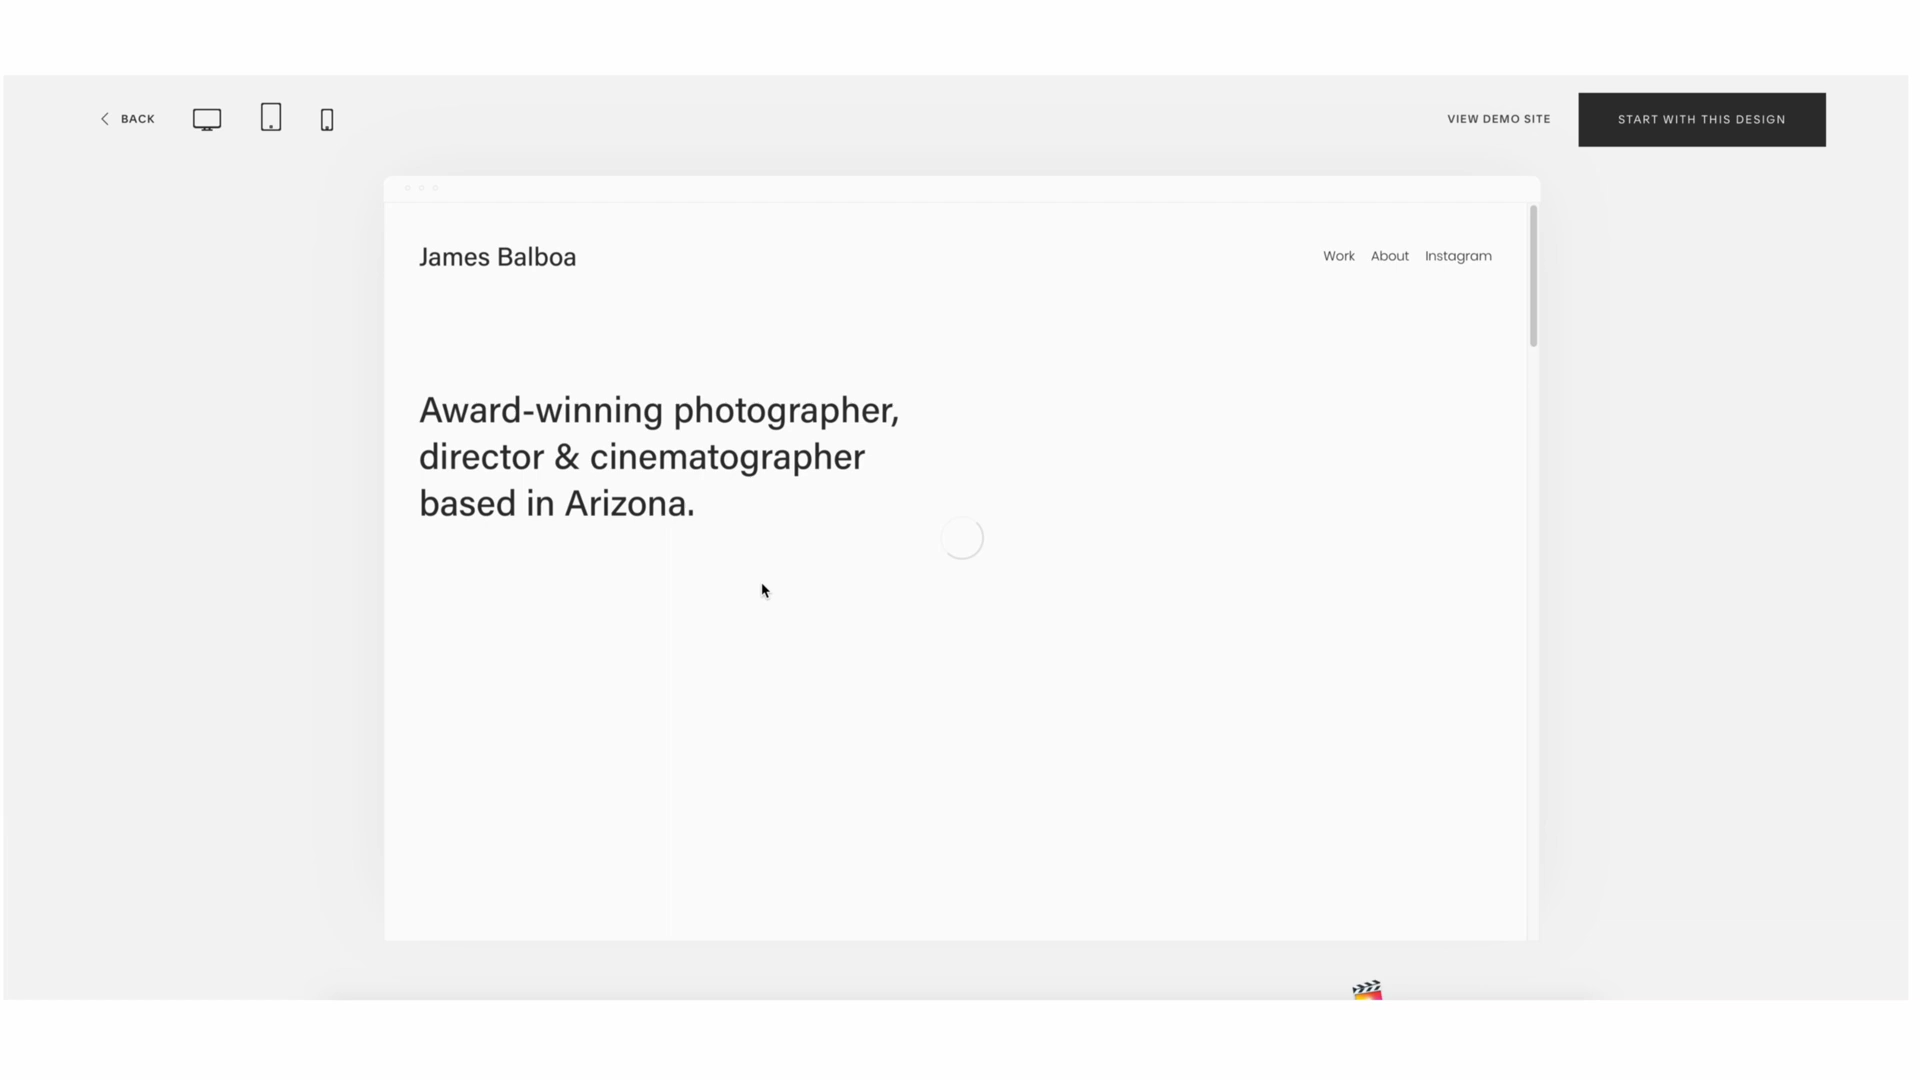 BACK
VIEW DEMO SITE
START WITH THIS DESIGN
James Balboa
Work About Instagram
Award-winning photographer,
director & cinematographer
based in Arizona.